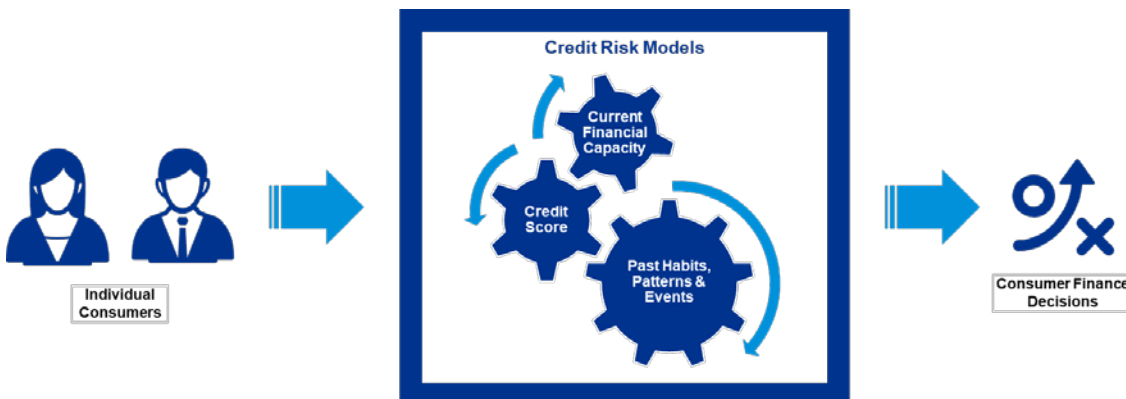 Credit Risk Models
Current
Financial
Capacity
Credit
Score
Past Habits,
Patterns &
Events
Individual
Consumers
Consumer Finance
Decisions